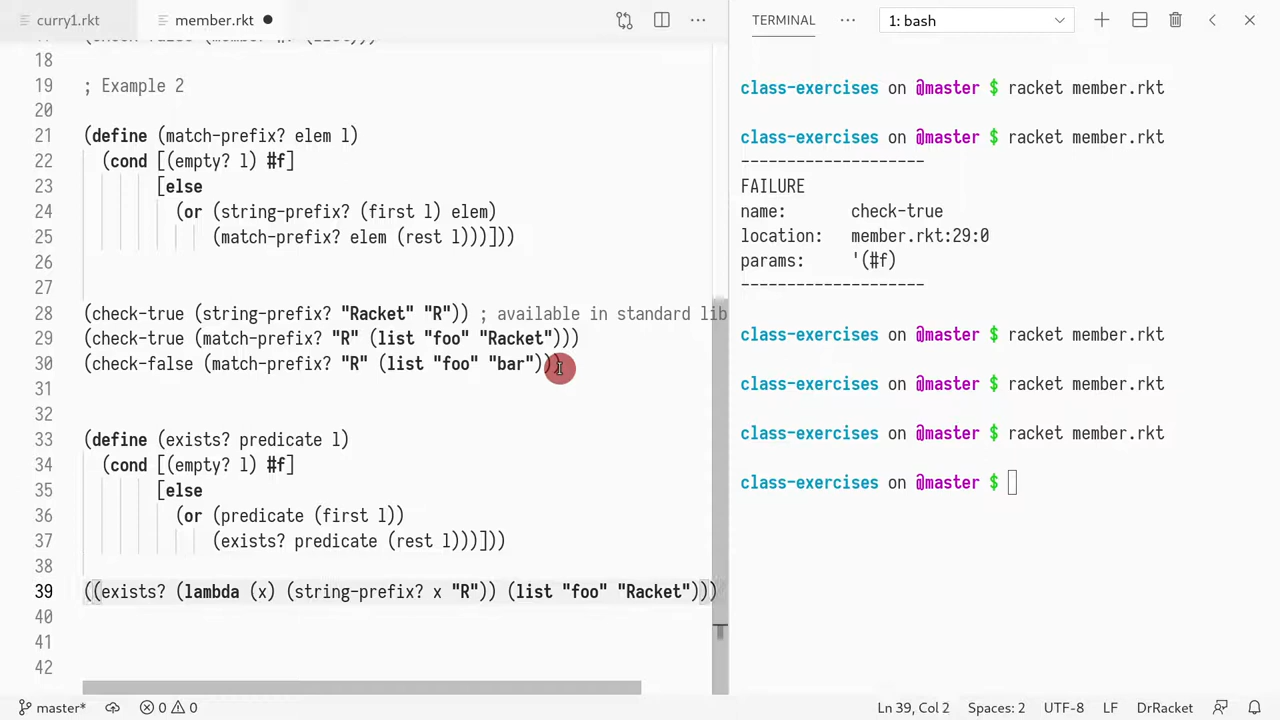 curry1.rkt member.rkt
TERMINAL 1: bash
18
19 ; Example 2
20
21 (define (match-prefix? elem l)
22 (cond [(empty? l) #f]
23 [else
24 (or (string-prefix? (first l) elem)
25 (match-prefix? elem (rest l)))]))
26
27
28 (check-true (string-prefix? "Racket" "R")) ; available in standard lib
29 (check-true (match-prefix? "R" (list "foo" "Racket")))
30 (check-false (match-prefix? "R" (list "foo" "bar")))
31
32
33 (define (exists? predicate l)
34 (cond [(empty? l) #f]
35 [else
36 (or (predicate (first l))
37 (exists? predicate (rest l)))]))
38
39 ((exists? (lambda (x) (string-prefix? x "R")) (list "foo" "Racket")))
40
41
42
class-exercises on @master $ racket member.rkt
class-exercises on @master $ racket member.rkt
--------------------
FAILURE
name: check-true
location: member.rkt:29:0
params: '(#f)
--------------------
class-exercises on @master $ racket member.rkt
class-exercises on @master $ racket member.rkt
class-exercises on @master $ racket member.rkt
class-exercises on @master $
master* 0 0 Ln 39, Col 2 Spaces: 2 UTF-8 LF DrRacket